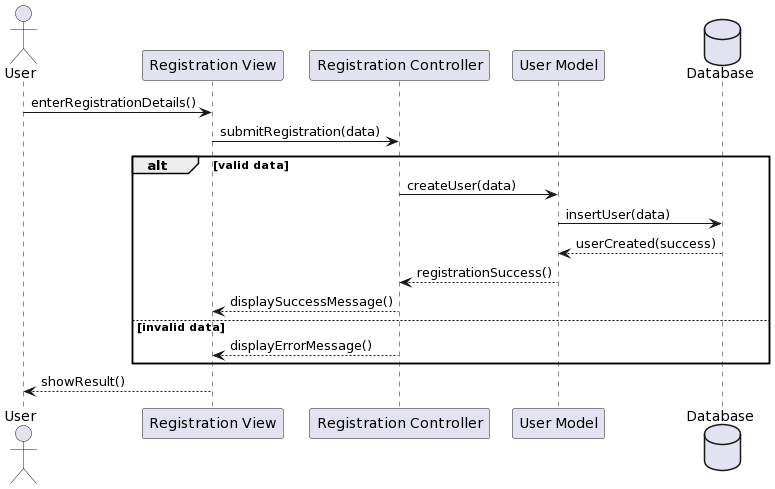 User
Registration View
Registration Controller
User Model
Database
enterRegistrationDetails()
submitRegistration(data)
alt
[valid data]
createUser(data)
insertUser(data)
userCreated(success)
registrationSuccess()
displaySuccessMessage()
[invalid data]
displayErrorMessage()
showResult()
User
Registration View
Registration Controller
User Model
Database